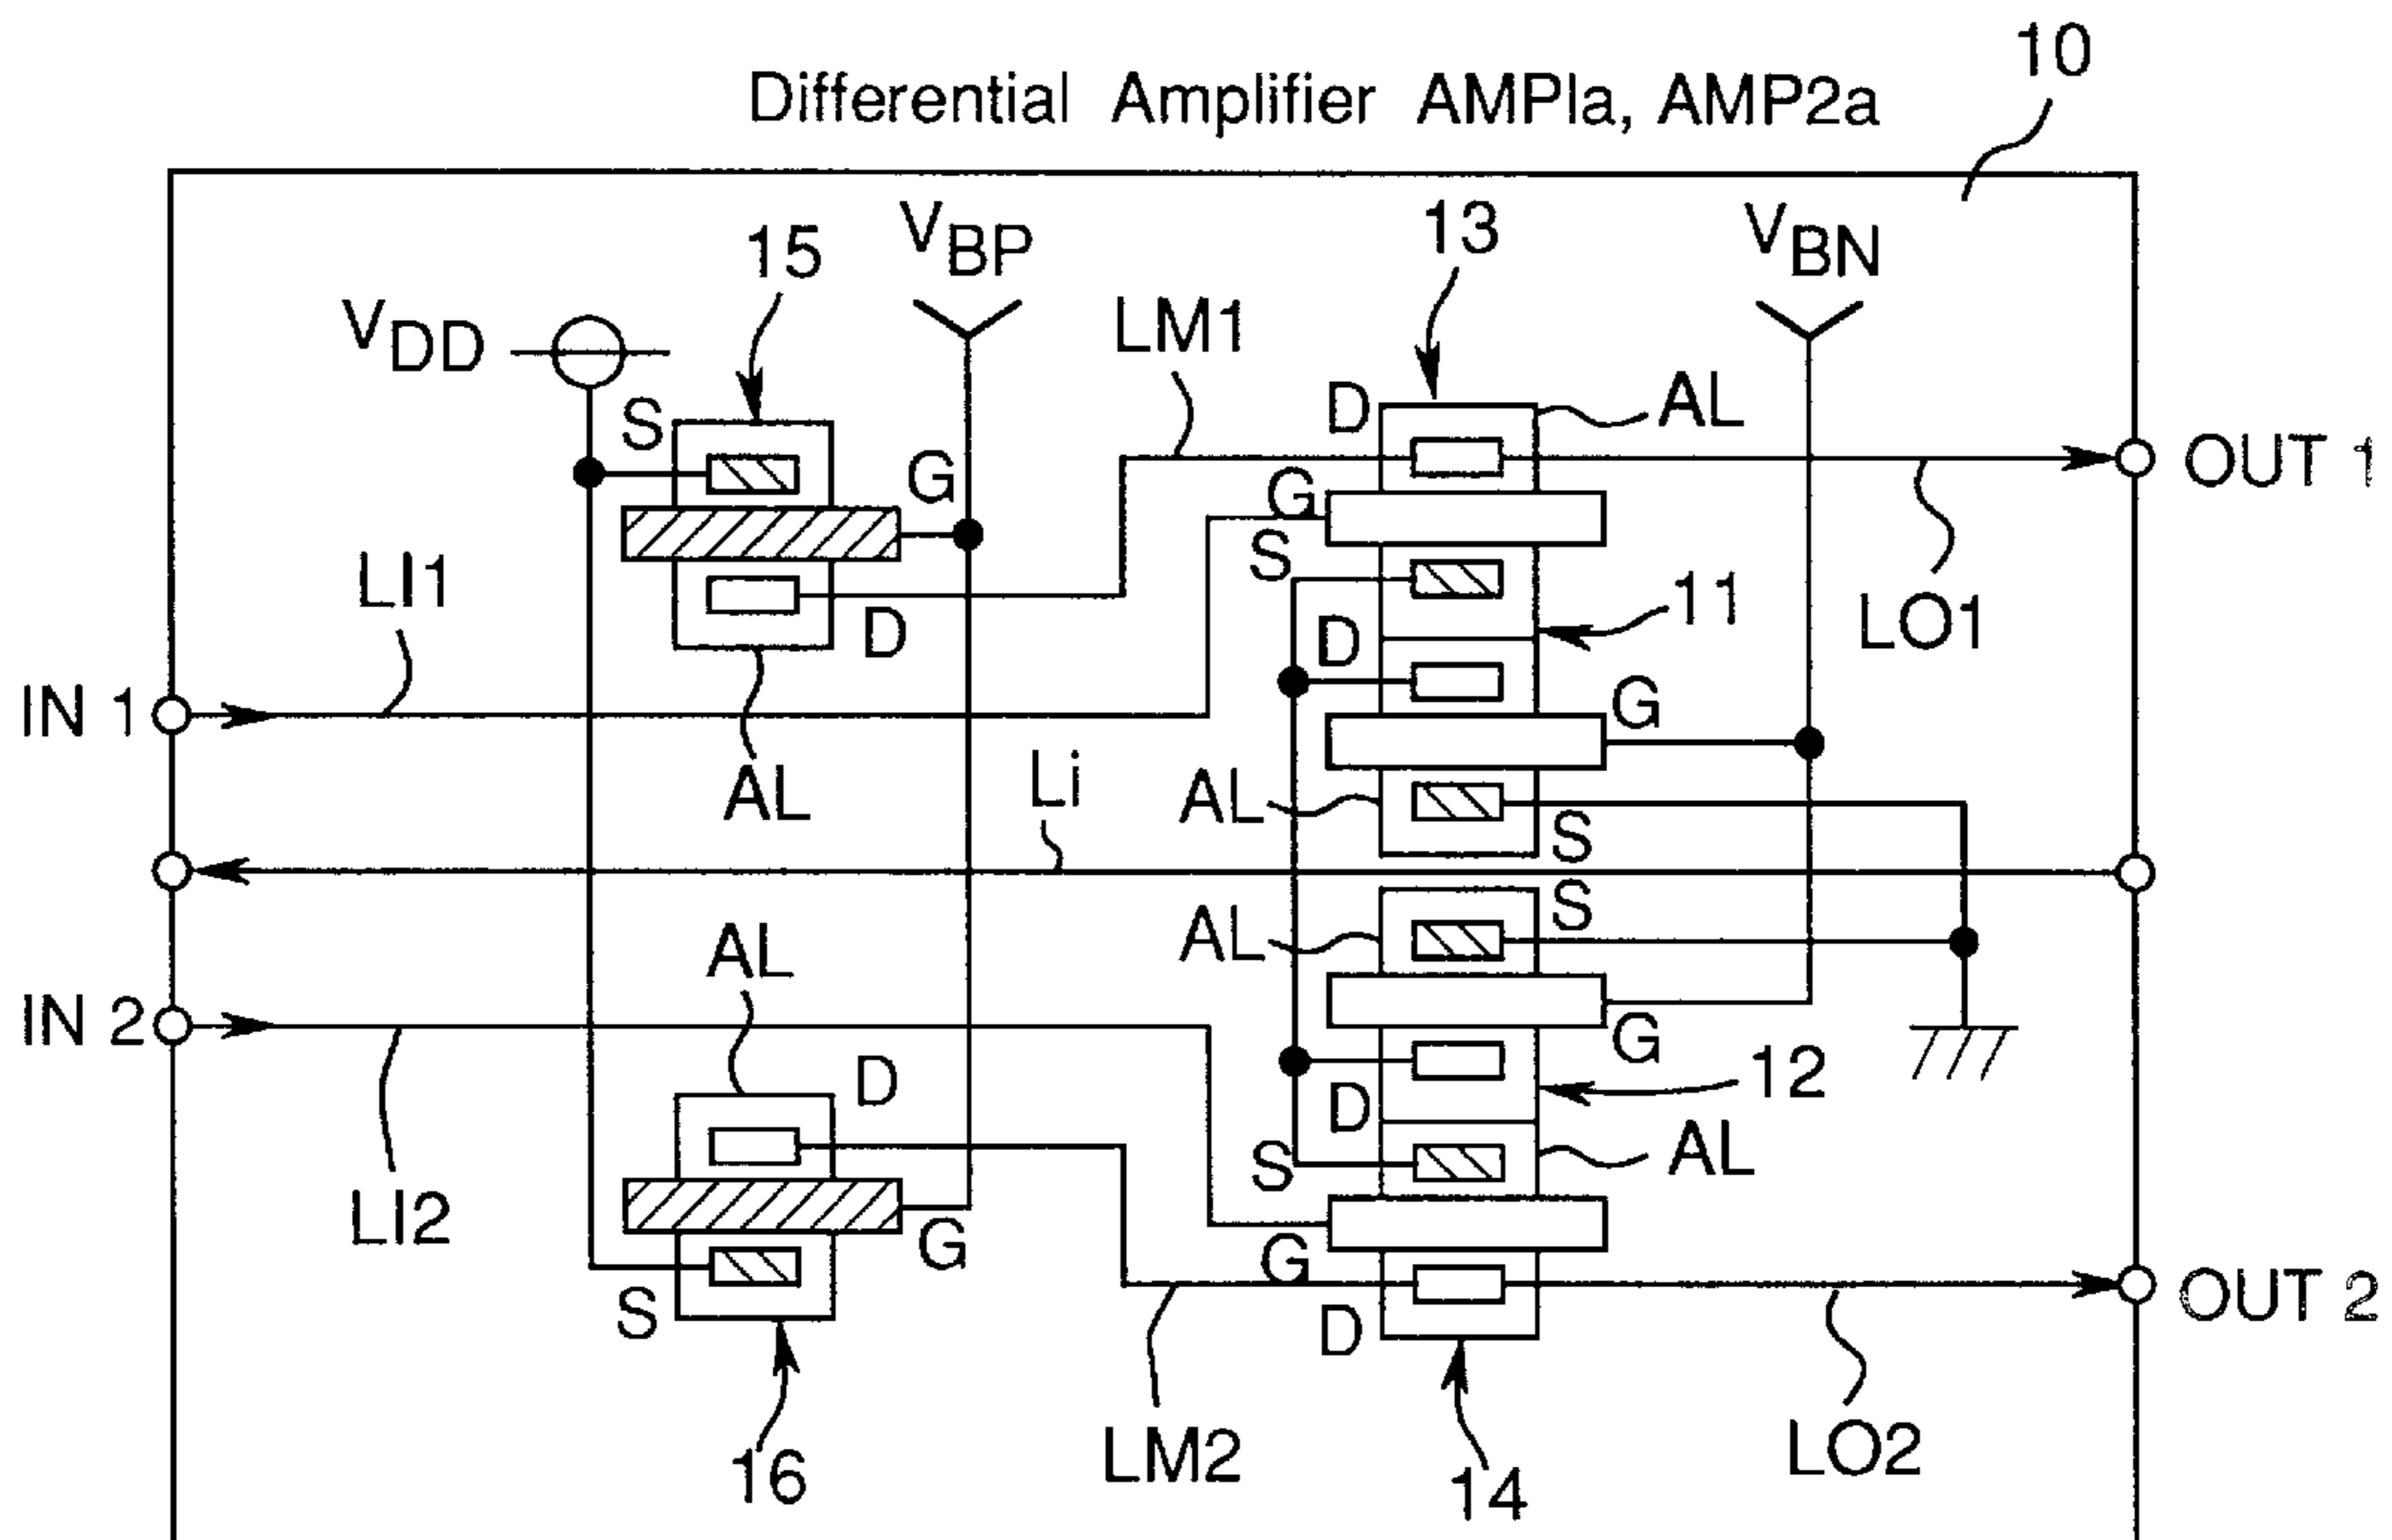 10
Differential Amplifier AMPla, AMP2a
15
VBP
13
VBN
VDD
LM1
S
D
AL
G
G
OUT 1
LI1
S
11
D
D
LO1
IN 1
G
AL
Li
AL
S
AL
AL
S
IN 2
D
G
12
D
AL
S
LI2
G
G
OUT 2
S
D
16
LM2
14
LO2